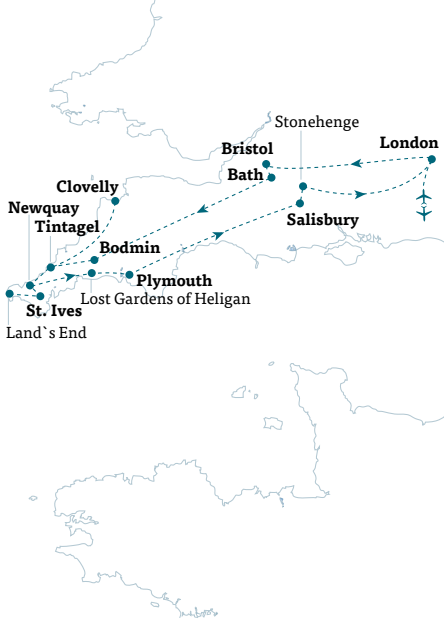 Stonehenge
London
Bristol
Bath
Clovelly
Newquay
Salisbury
Tintagel
Bodmin
Plymouth
Lost Gardens of Heligan
St. Ives
Land`s End